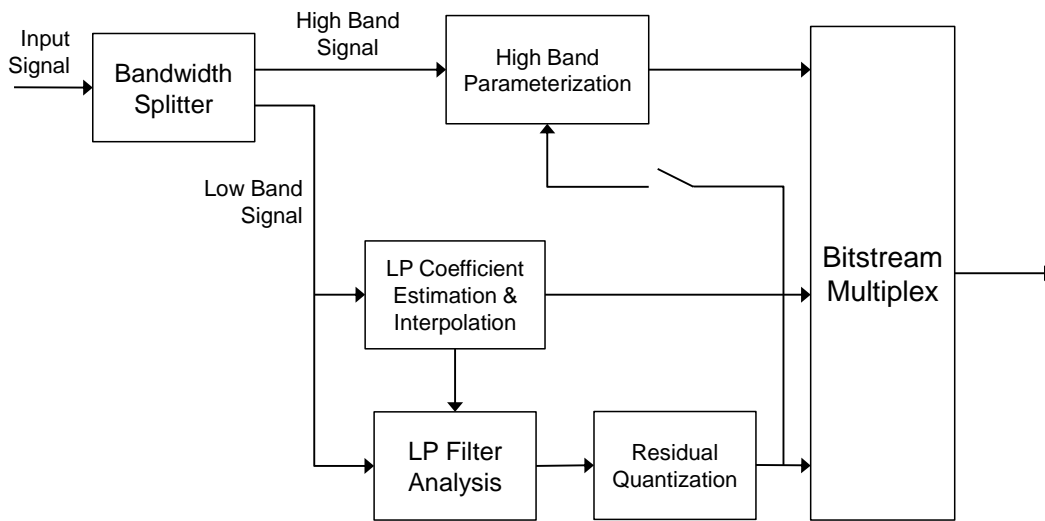 Input
Signal
Bandwidth
Splitter
High Band
Signal
High Band
Parameterization
Low Band
Signal
LP Coefficient
Estimation &
Interpolation
LP Filter
Analysis
Residual
Quantization
Bitstream
Multiplex